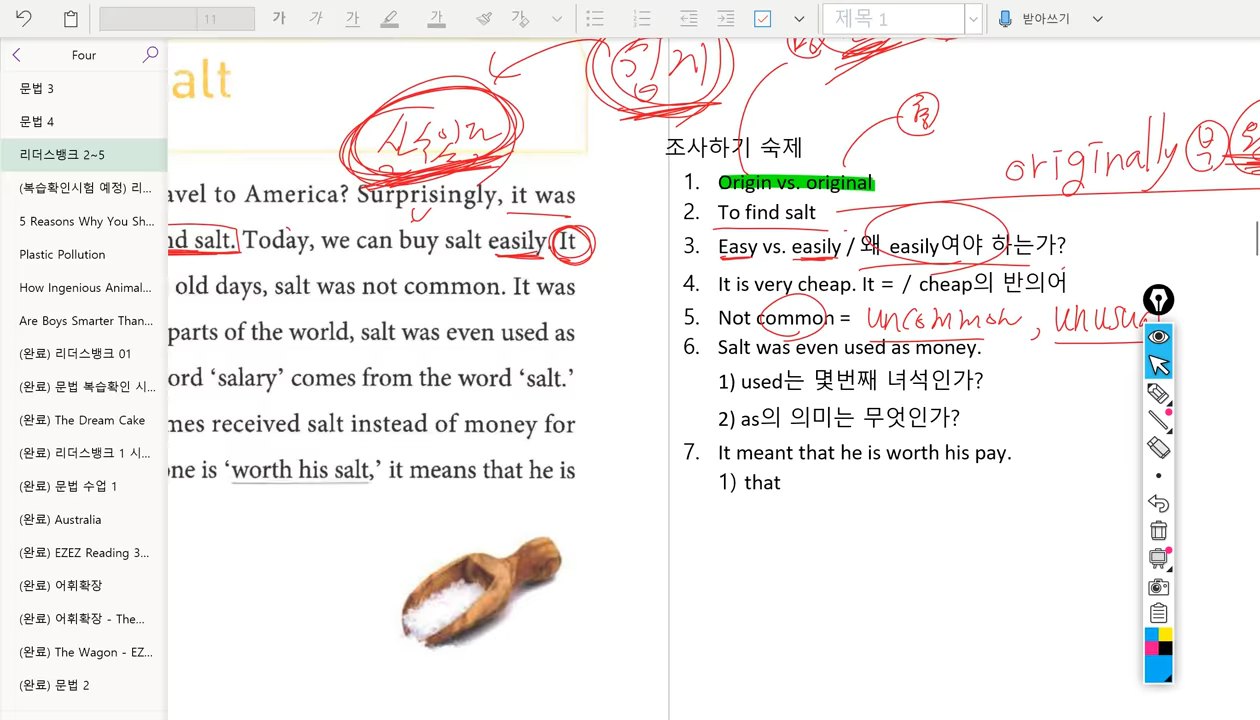 11
제목 1
받아쓰기
Four
문법 3
문법 4
리더스뱅크 2~5
(복습확인시험 예정) 리...
5 Reasons Why You Sh...
Plastic Pollution
How Ingenious Animal...
Are Boys Smarter Than...
(완료) 리더스뱅크 01
(완료) 문법 복습확인 시...
(완료) The Dream Cake
(완료) 리더스뱅크 1 시...
(완료) 문법 수업 1
(완료) Australia
(완료) EZEZ Reading 3...
(완료) 어휘확장
(완료) 어휘확장 - The...
(완료) The Wagon - EZ...
(완료) 문법 2
alt
avel to America? Surprisingly, it was
nd salt. Today, we can buy salt easily. It
old days, salt was not common. It was
parts of the world, salt was even used as
ord ‘salary’ comes from the word ‘salt.’
mes received salt instead of money for
one is ‘worth his salt,’ it means that he is
조사하기 숙제
originally
1. Origin vs. original
2. To find salt
3. Easy vs. easily / 왜 easily여야 하는가?
4. It is very cheap. It = / cheap의 반의어
5. Not common = uncommon, unusua
6. Salt was even used as money.
1) used는 몇번째 녀석인가?
2) as의 의미는 무엇인가?
7. It meant that he is worth his pay.
1) that